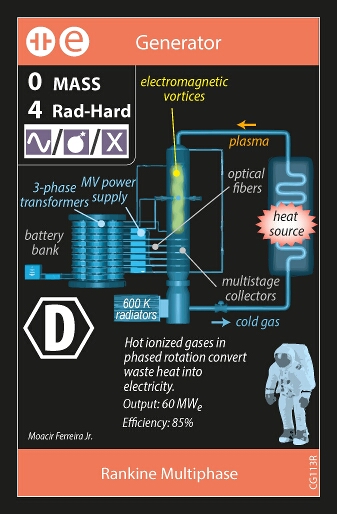 e
Generator
0 MASS
4 Rad-Hard
/ / X
electromagnetic
vortices
plasma
optical
fibers
MV power
supply
3-phase
transformers
battery
bank
heat
source
multistage
collectors
600 K
radiators
cold gas
D
Hot ionized gases in
phased rotation convert
waste heat into
electricity.
Output: 60 MWe
Efficiency: 85%
Moacir Ferreira Jr.
CG113R
Rankine Multiphase